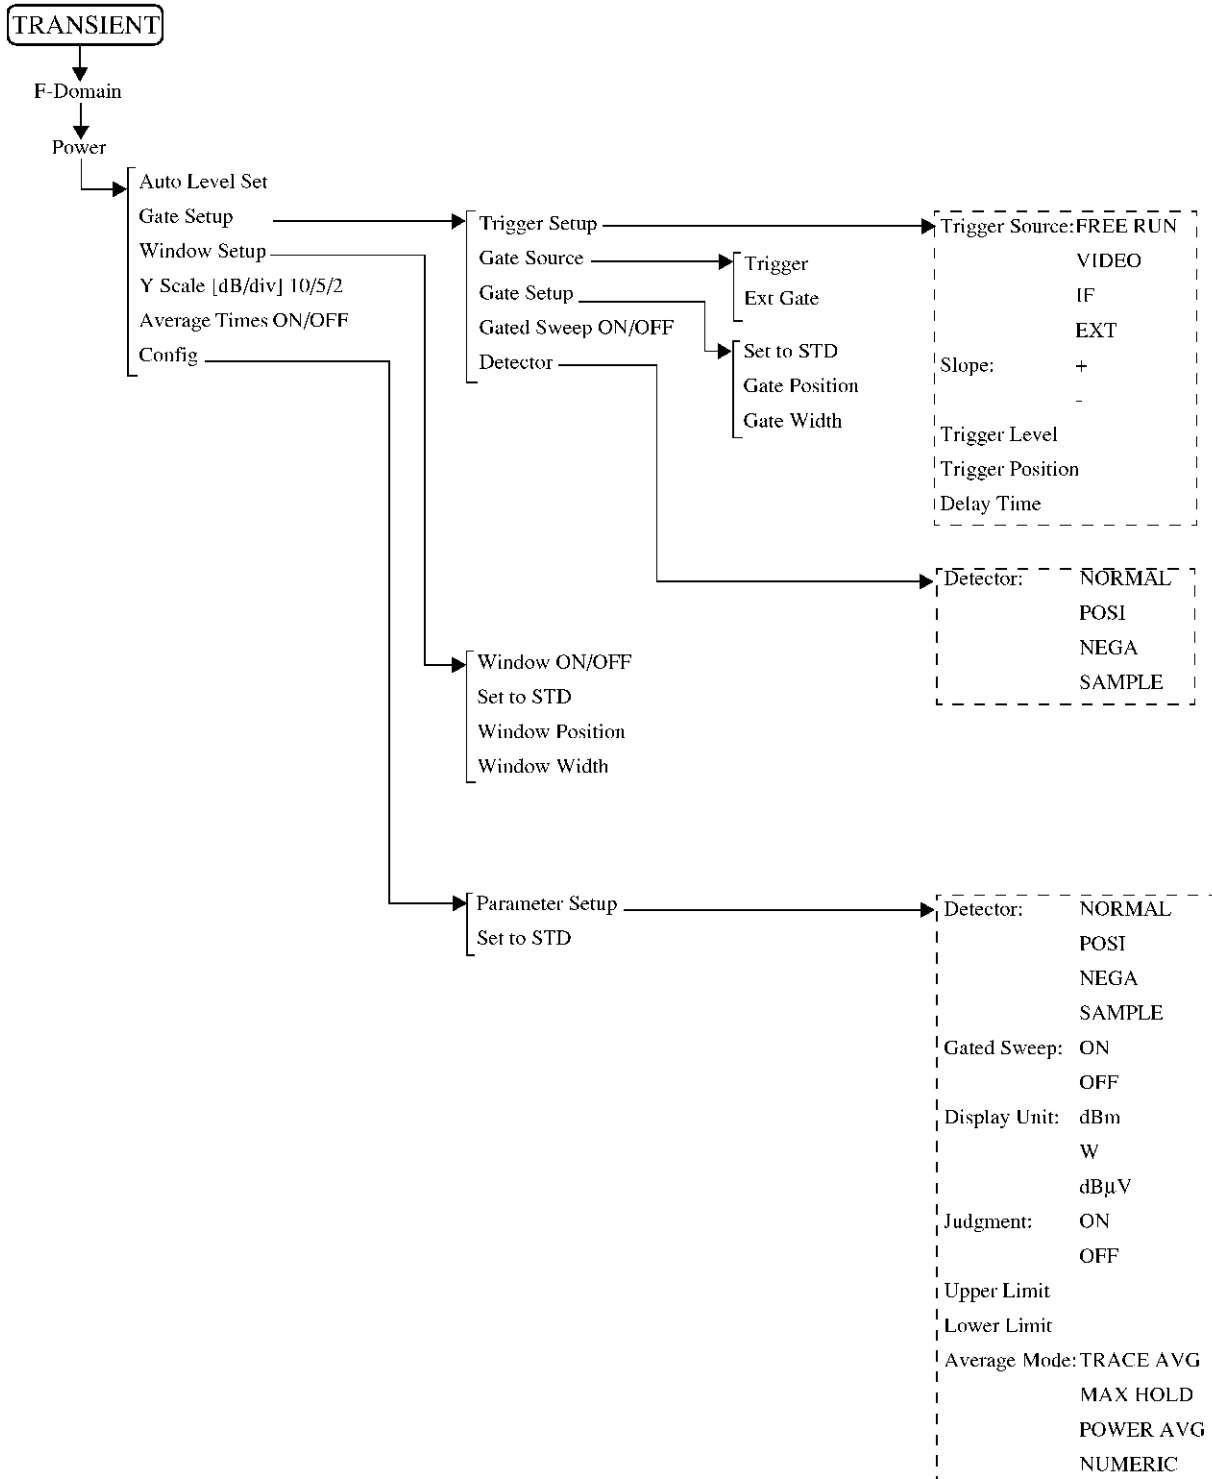 TRANSIENT
F-Domain
Power
Auto Level Set
Gate Setup
Window Setup
Y Scale [dB/div] 10/5/2
Average Times ON/OFF
Config
Trigger Setup
Gate Source
Gate Setup
Gated Sweep ON/OFF
Detector
Trigger
Ext Gate
Set to STD
Gate Position
Gate Width
Trigger Source: FREE RUN
VIDEO
IF
EXT
Slope: +
-
Trigger Level
Trigger Position
Delay Time
Detector: NORMAL
POSI
NEGA
SAMPLE
Window ON/OFF
Set to STD
Window Position
Window Width
Parameter Setup
Set to STD
Detector: NORMAL
POSI
NEGA
SAMPLE
Gated Sweep: ON
OFF
Display Unit: dBm
W
dBµV
Judgment: ON
OFF
Upper Limit
Lower Limit
Average Mode: TRACE AVG
MAX HOLD
POWER AVG
NUMERIC